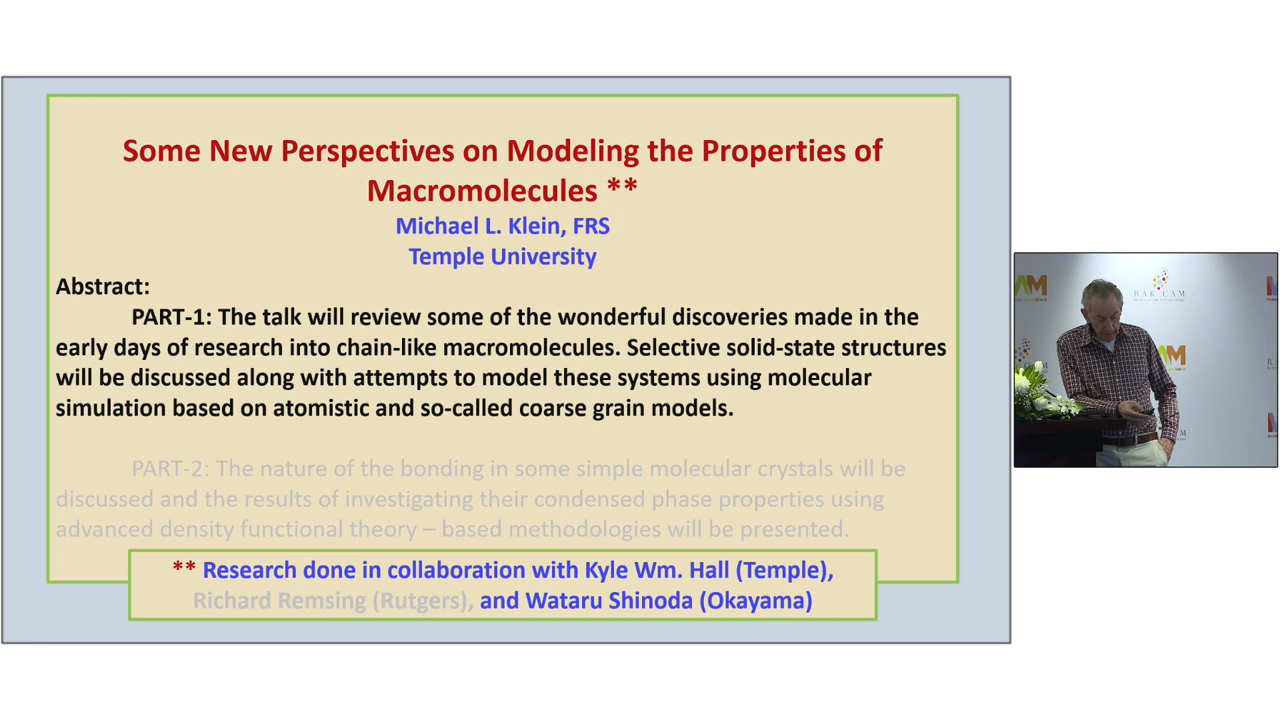 Some New Perspectives on Modeling the Properties of
Macromolecules **
Michael L. Klein, FRS
Temple University
Abstract:
PART-1: The talk will review some of the wonderful discoveries made in the
early days of research into chain-like macromolecules. Selective solid-state structures
will be discussed along with attempts to model these systems using molecular
simulation based on atomistic and so-called coarse grain models.
PART-2: The nature of the bonding in some simple molecular crystals will be
discussed and the results of investigating their condensed phase properties using
advanced density functional theory – based methodologies will be presented.
** Research done in collaboration with Kyle Wm. Hall (Temple),
Richard Remsing (Rutgers), and Wataru Shinoda (Okayama)
RAK CAM